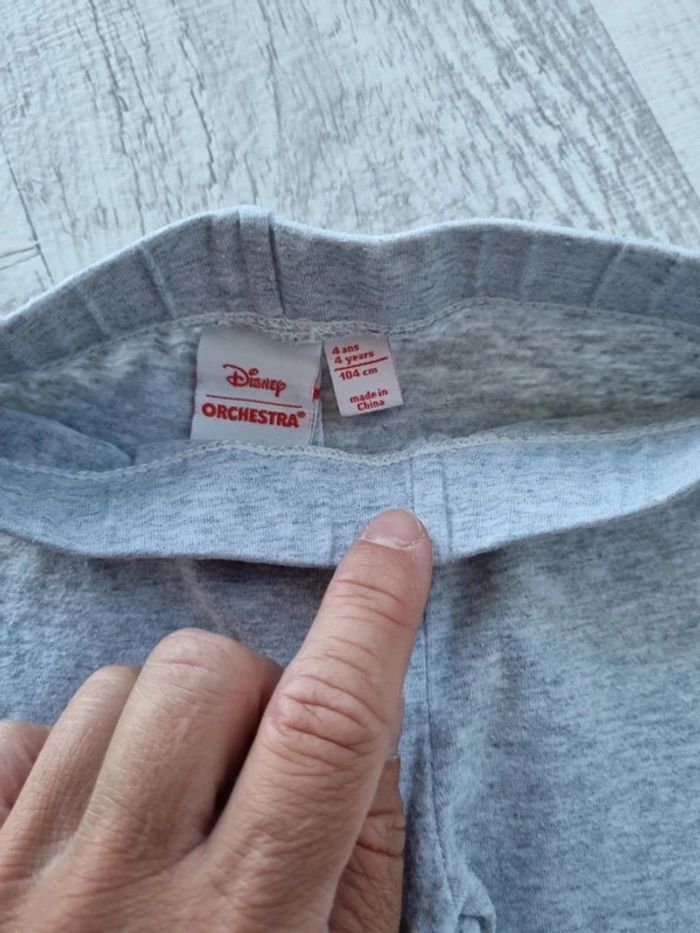 Disney
ORCHESTRA®
4 ans
4 years
104 cm
made in
China